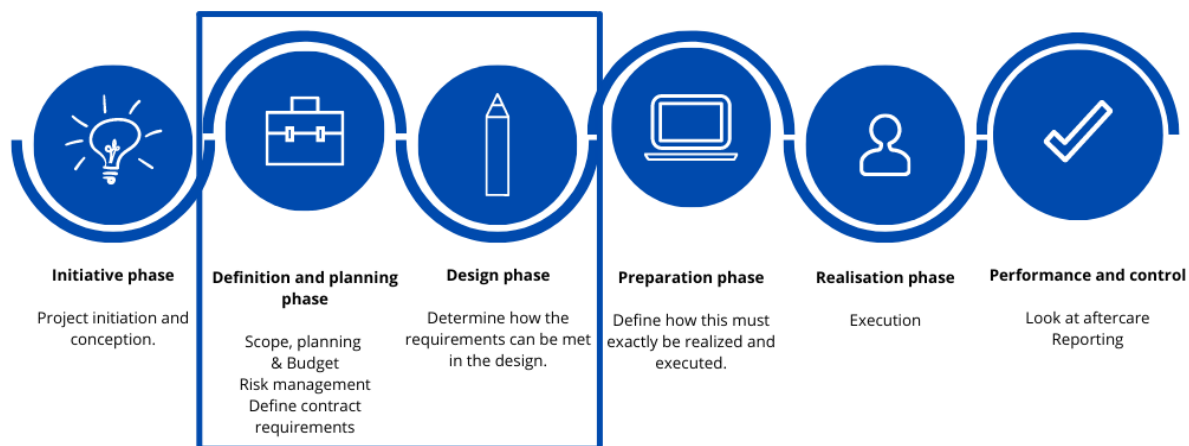 Initiative phase
Project initiation and
conception.
Definition and planning
phase
Scope, planning
& Budget
Risk management
Define contract
requirements
Design phase
Determine how the
requirements can be met
in the design.
Preparation phase
Define how this must
exactly be realized and
executed.
Realisation phase
Execution
Performance and control
Look at aftercare
Reporting